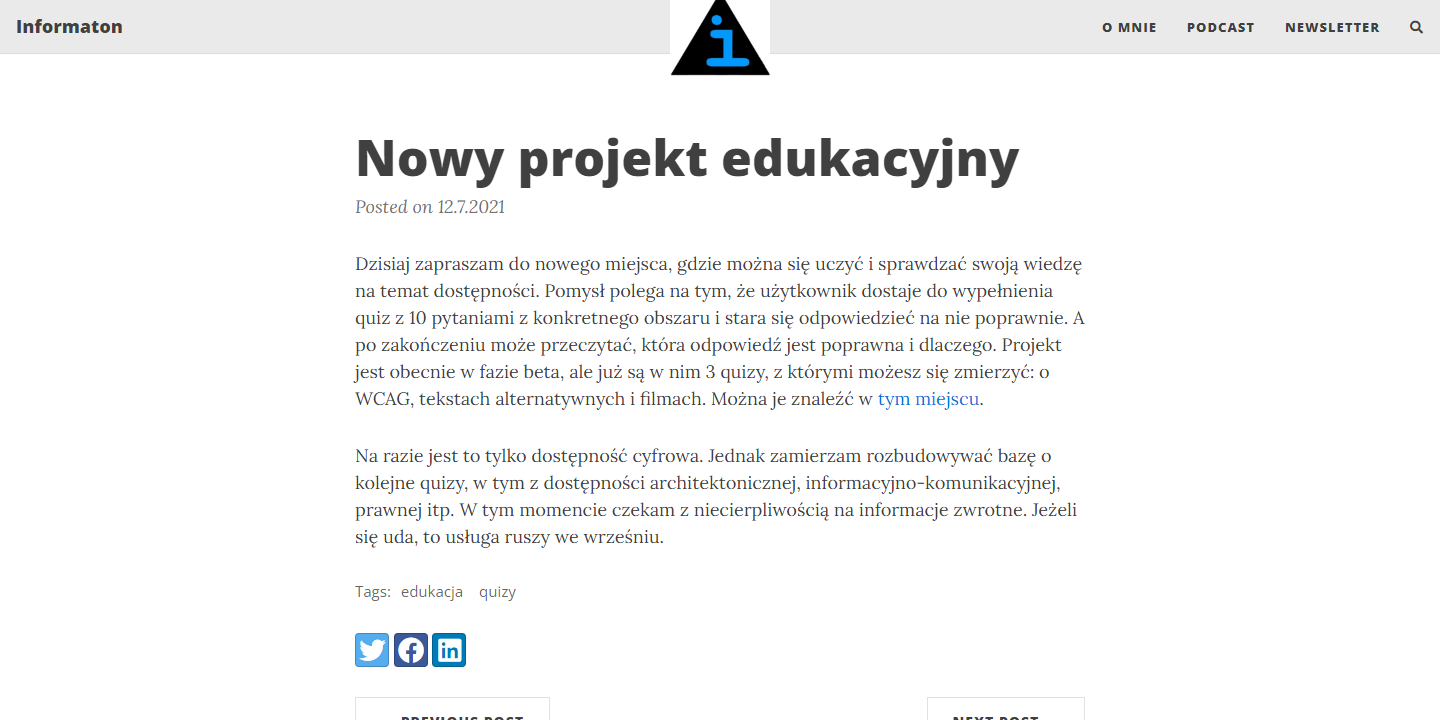 Informaton
i
O MNIE
PODCAST
NEWSLETTER
Nowy projekt edukacyjny
Posted on 12.7.2021
Dzisiaj zapraszam do nowego miejsca, gdzie można się uczyć i sprawdzać swoją wiedzę
na temat dostępności. Pomysł polega na tym, że użytkownik dostaje do wypełnienia
quiz z 10 pytaniami z konkretnego obszaru i stara się odpowiedzieć na nie poprawnie. A
po zakończeniu może przeczytać, która odpowiedź jest poprawna i dlaczego. Projekt
jest obecnie w fazie beta, ale już są w nim 3 quizy, z którymi możesz się zmierzyć: o
WCAG, tekstach alternatywnych i filmach. Można je znaleźć w tym miejscu.
Na razie jest to tylko dostępność cyfrowa. Jednak zamierzam rozbudowywać bazę o
kolejne quizy, w tym z dostępności architektonicznej, informacyjno-komunikacyjnej,
prawnej itp. W tym momencie czekam z niecierpliwością na informacje zwrotne. Jeżeli
się uda, to usługa ruszy we wrześniu.
Tags: edukacja quizy
PREVIOUS POST
NEXT POST